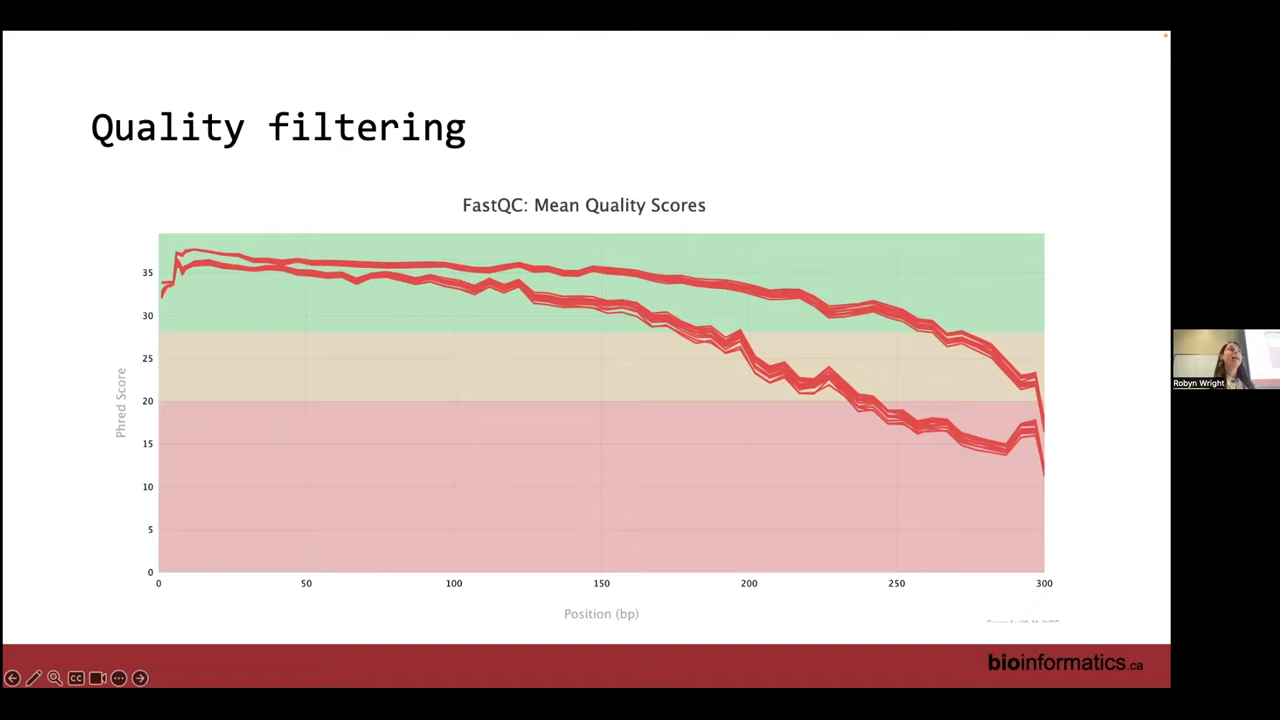 Quality filtering
FastQC: Mean Quality Scores
35
30
25
20
15
10
5
0
Phred Score
0 50 100 150 200 250 300
Position (bp)
Robyn Wright
bioinformatics.ca
CC